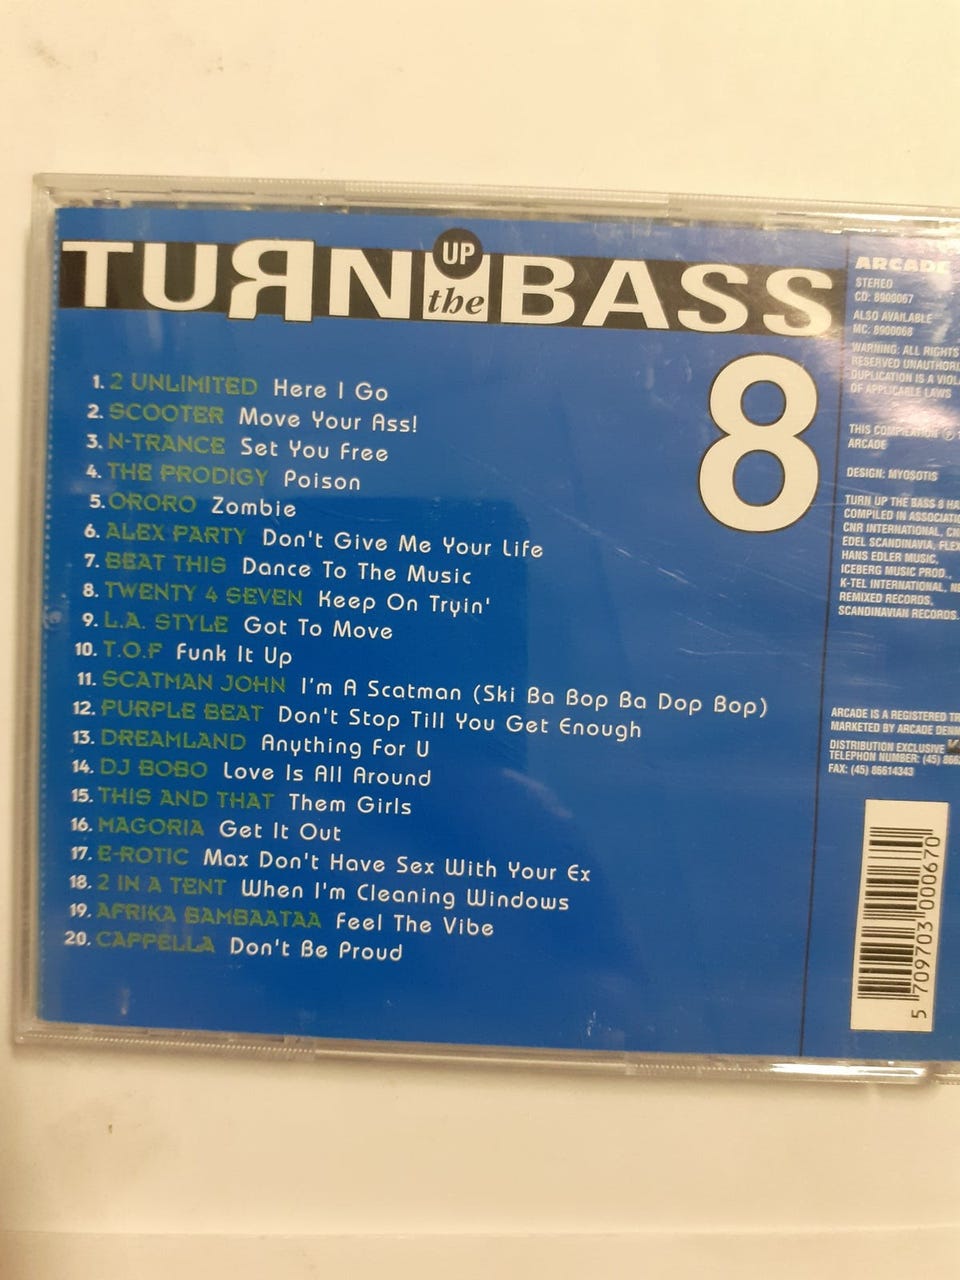 TURN UP the BASS
8
1. 2 UNLIMITED Here I Go
2. SCOOTER Move Your Ass!
3. N-TRANCE Set You Free
4. THE PRODIGY Poison
5. ORORO Zombie
6. ALEX PARTY Don't Give Me Your Life
7. BEAT THIS Dance To The Music
8. TWENTY 4 SEVEN Keep On Tryin'
9. L.A. STYLE Got To Move
10. T.O.F Funk It Up
11. SCATMAN JOHN I'm A Scatman (Ski Ba Bop Ba Dop Bop)
12. PURPLE BEAT Don't Stop Till You Get Enough
13. DREAMLAND Anything For U
14. DJ BOBO Love Is All Around
15. THIS AND THAT Them Girls
16. MAGORIA Get It Out
17. E-ROTIC Max Don't Have Sex With Your Ex
18. 2 IN A TENT When I'm Cleaning Windows
19. AFRIKA BAMBAATAA Feel The Vibe
20. CAPPELLA Don't Be Proud
ARCADE
STEREO
CD: 8900067
ALSO AVAILABLE
MC: 8900068
WARNING: ALL RIGHTS
RESERVED
DUPLICATION IS A
OF APPLICABLE LAWS
THIS COMPILATION ℗
ARCADE
DESIGN: MYOSOTIS
TURN UP THE BASS 8
COMPILED IN
CNR INTERNATIONAL,
EDEL SCANDINAVIA,
HANS EDLER MUSIC,
ICEBERG MUSIC PROD.,
K-TEL INTERNATIONAL,
REMIXED RECORDS,
SCANDINAVIAN RECORDS.
ARCADE IS A REGISTERED
MARKETED BY ARCADE
DISTRIBUTION EXCLUSIVE
TELEPHON NUMBER: (45)
FAX: (45) 86614343
5 709703 000670